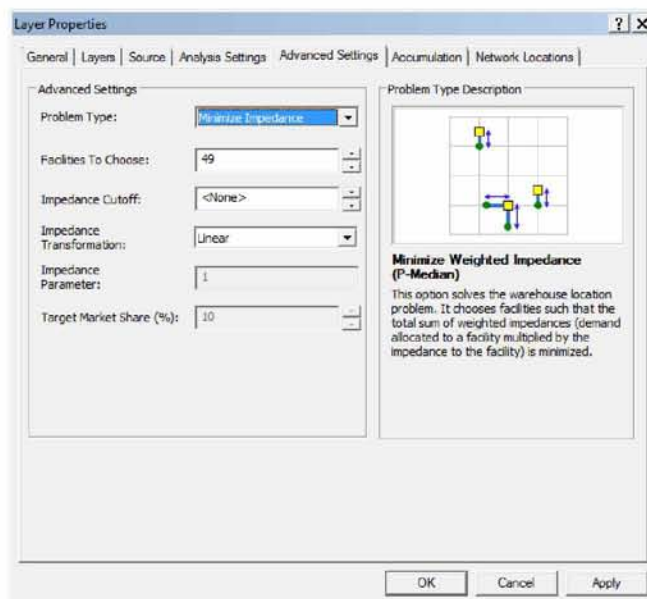 Layer Properties
General
Layers
Source
Analysis Settings
Advanced Settings
Accumulation
Network Locations
Advanced Settings
Problem Type:
Minimize Impedance
Facilities To Choose:
49
Impedance Cutoff:
<None>
Impedance
Transformation:
Linear
Impedance
Parameter:
1
Target Market Share (%):
10
Problem Type Description
Minimize Weighted Impedance
(P-Median)
This option solves the warehouse location
problem. It chooses facilities such that the
total sum of weighted impedances (demand
allocated to a facility multiplied by the
impedance to the facility) is minimized.
OK
Cancel
Apply